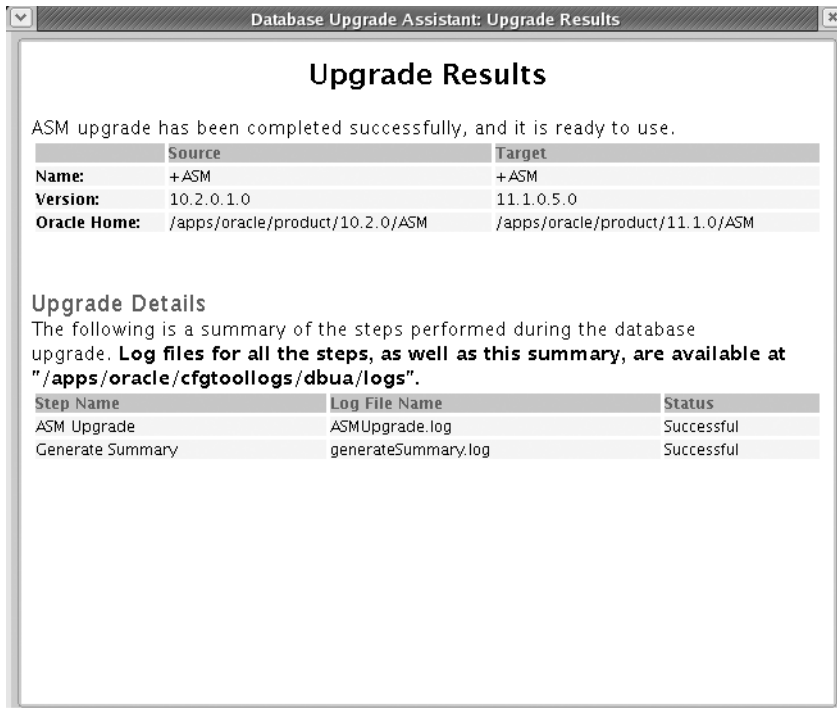 Database Upgrade Assistant: Upgrade Results
Upgrade Results
ASM upgrade has been completed successfully, and it is ready to use.
Source Target
Name: +ASM +ASM
Version: 10.2.0.1.0 11.1.0.5.0
Oracle Home: /apps/oracle/product/10.2.0/ASM /apps/oracle/product/11.1.0/ASM
Upgrade Details
The following is a summary of the steps performed during the database
upgrade. Log files for all the steps, as well as this summary, are available at
"/apps/oracle/cfgtoollogs/dbua/logs".
Step Name Log File Name Status
ASM Upgrade ASMUpgrade.log Successful
Generate Summary generateSummary.log Successful